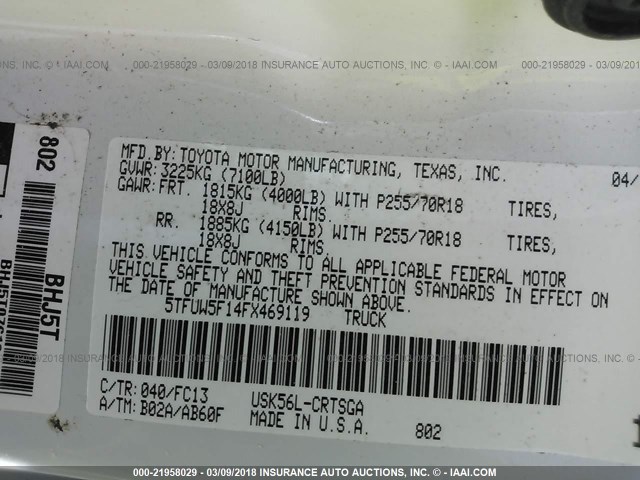 000-21958029 - 03/09/2018 INSURANCE AUTO AUCTIONS, INC. - © IAAI.COM
MFD.BY: TOYOTA MOTOR MANUFACTURING, TEXAS, INC. 04/
GVWR: 3225KG (7100LB)
GAWR: FRT. 1815KG (4000LB) WITH P255/70R18 TIRES,
18X8J RIMS.
RR. 1885KG (4150LB) WITH P255/70R18 TIRES,
18X8J RIMS.
THIS VEHICLE CONFORMS TO ALL APPLICABLE FEDERAL MOTOR
VEHICLE SAFETY AND THEFT PREVENTION STANDARDS IN EFFECT ON
THE DATE OF MANUFACTURE SHOWN ABOVE.
5TFUW5F14FX469119 TRUCK
C/TR: 040/FC13 USK56L-CRTSGA
A/TM: B02A/AB60F MADE IN U.S.A. 802
802
BHJ5T
000-21958029 - 03/09/2018 INSURANCE AUTO AUCTIONS, INC. - © IAAI.COM